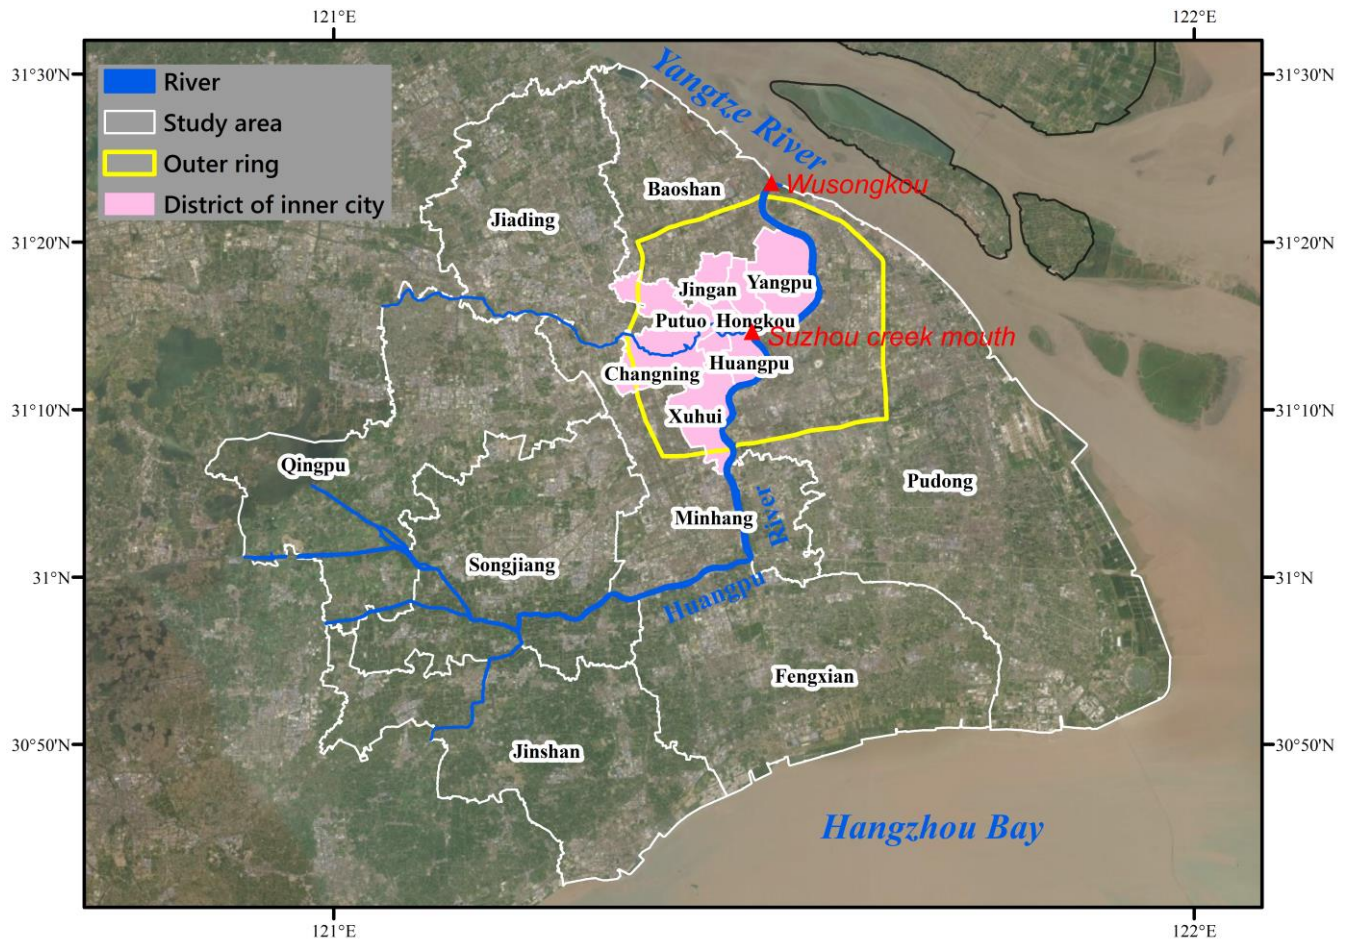 121°E
122°E
31°30'N
31°30'N
River
Study area
Outer ring
District of inner city
Yangtze River
Wusongkou
Baoshan
Jiading
31°20'N
31°20'N
Yangpu
Jingan
Putuo
Hongkou
Suzhou creek mouth
Huangpu
Changning
31°10'N
31°10'N
Xuhui
Qingpu
Pudong
Minhang
River
Songjiang
31°N
31°N
Huangpu
Fengxian
30°50'N
30°50'N
Jinshan
Hangzhou Bay
121°E
122°E